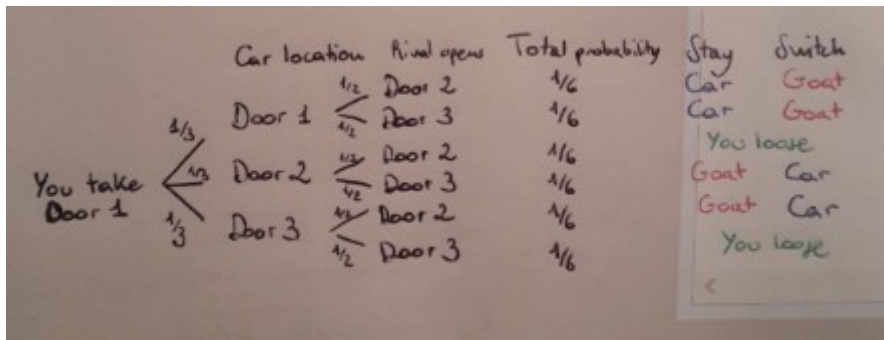 Car location Rival opens Total probability Stay Switch
1/2 Door 2 1/6 Car Goat
1/3 Door 1 1/2 Door 3 1/6 Car Goat
You take 1/3 Door 2 1/2 Door 2 1/6 You loose
Door 1 1/2 Door 3 1/6 Goat Car
1/3 Door 3 1/2 Door 2 1/6 Goat Car
1/2 Door 3 1/6 You loose